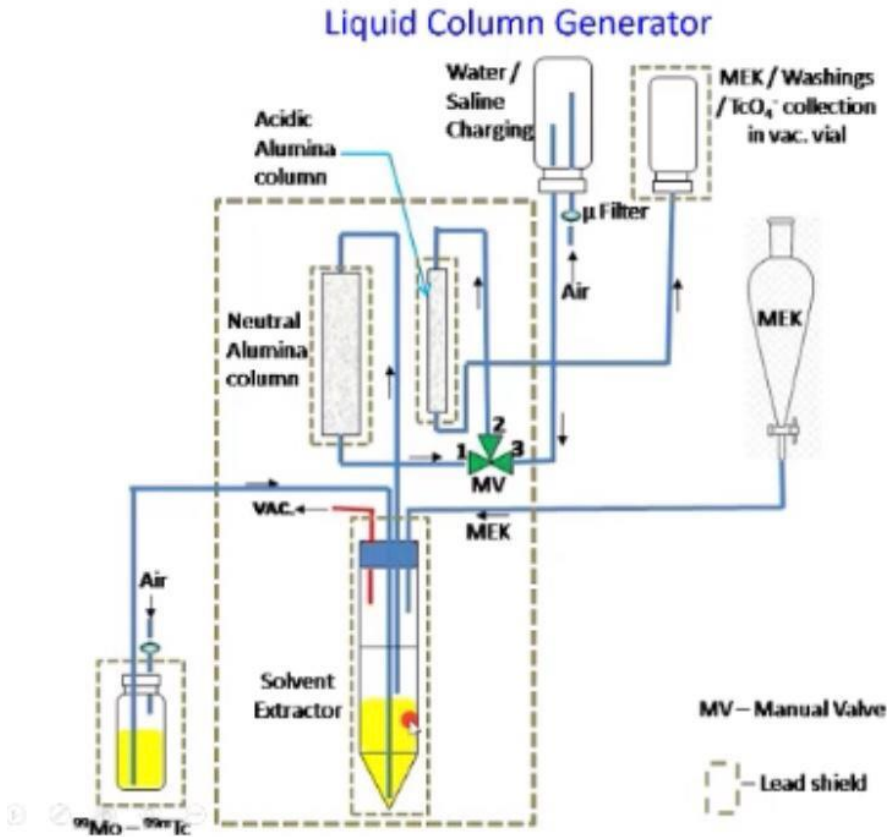 Liquid Column Generator
Water /
Saline
Charging
MEK / Washings
/ TcO₄⁻ collection
in vac. vial
Acidic
Alumina
column
μ Filter
Air
MEK
Neutral
Alumina
column
2
1
3
MV
VAC.
MEK
Air
Solvent
Extractor
MV – Manual Valve
– Lead shield
⁹⁹Mo – ⁹⁹ᵐTc